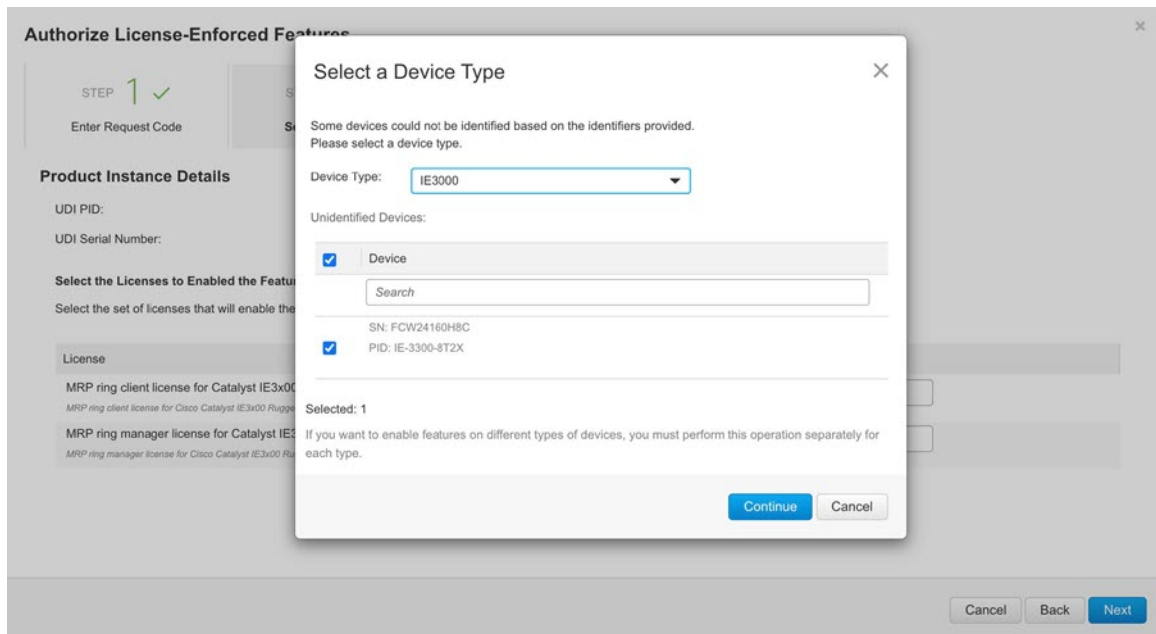 Authorize License-Enforced Features
STEP 1
Enter Request Code
Product Instance Details
UDI PID:
UDI Serial Number:
Select the Licenses to Enabled the
Select the set of licenses that will enable the
License
MRP ring client license for Catalyst IE3x00
MRP ring client license for Cisco Catalyst IE3x00
MRP ring manager license for Catalyst
MRP ring manager license for Cisco Catalyst IE3x00
Select a Device Type
Some devices could not be identified based on the identifiers provided.
Please select a device type.
Device Type:
IE3000
Unidentified Devices:
Device
Search
SN: FCW24160H8C
PID: IE-3300-8T2X
Selected: 1
If you want to enable features on different types of devices, you must perform this operation separately for
each type.
Continue
Cancel
Cancel
Back
Next